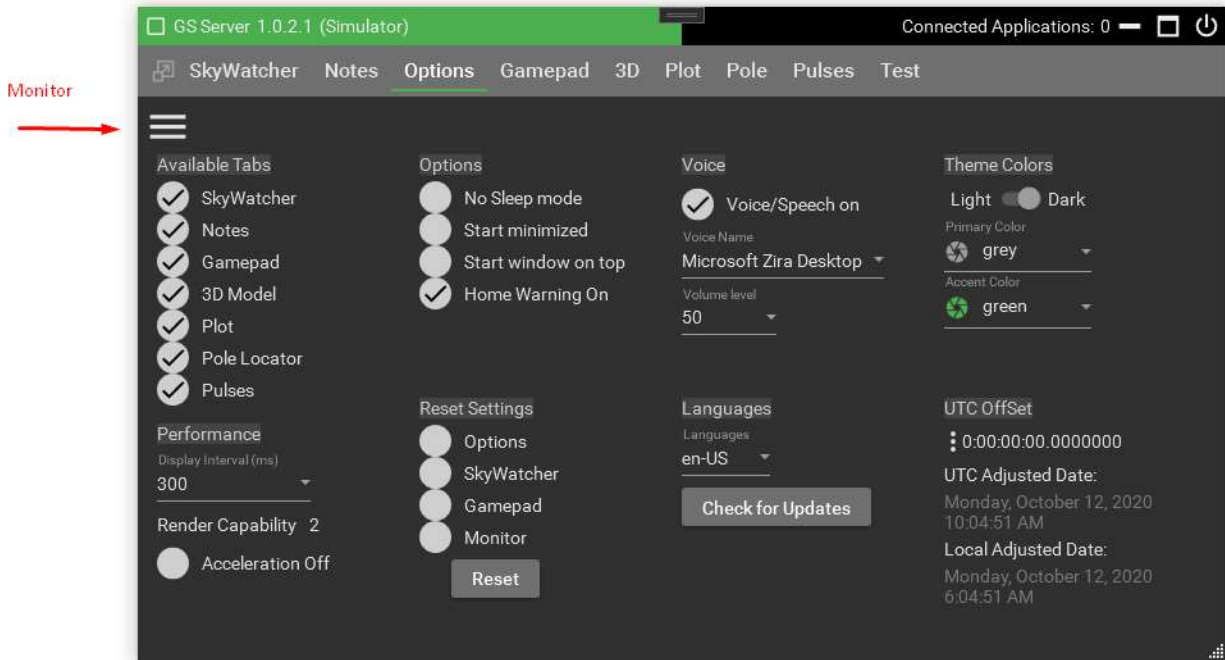 GS Server 1.0.2.1 (Simulator)
Connected Applications: 0
SkyWatcher Notes Options Gamepad 3D Plot Pole Pulses Test
Monitor
Available Tabs
SkyWatcher
Notes
Gamepad
3D Model
Plot
Pole Locator
Pulses
Performance
Display Interval (ms)
300
Render Capability 2
Acceleration Off
Options
No Sleep mode
Start minimized
Start window on top
Home Warning On
Reset Settings
Options
SkyWatcher
Gamepad
Monitor
Reset
Voice
Voice/Speech on
Voice Name
Microsoft Zira Desktop
Volume level
50
Languages
Languages
en-US
Check for Updates
Theme Colors
Light Dark
Primary Color
grey
Accent Color
green
UTC OffSet
0:00:00:00.0000000
UTC Adjusted Date:
Monday, October 12, 2020
10:04:51 AM
Local Adjusted Date:
Monday, October 12, 2020
6:04:51 AM